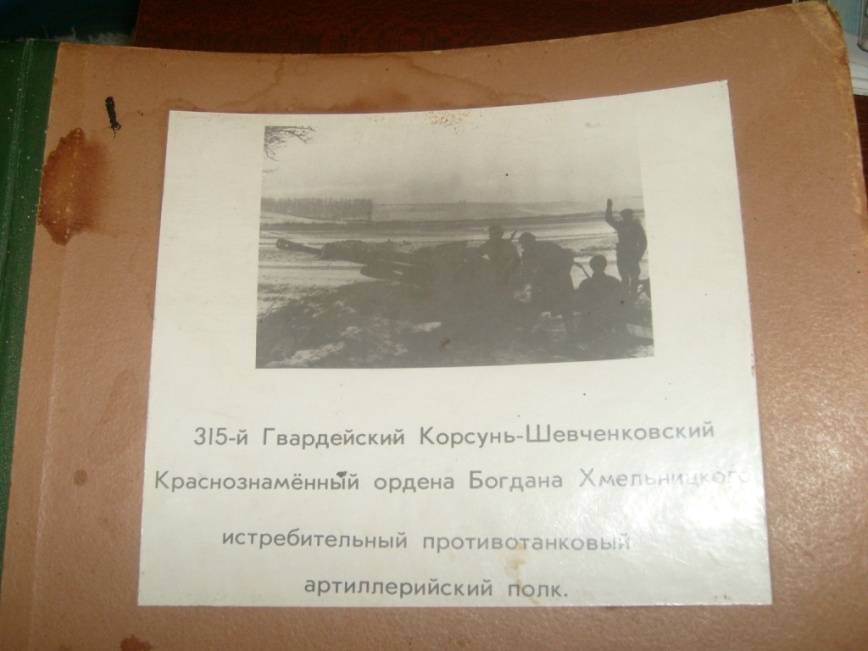 315-й Гвардейский Корсунь-Шевченковский
Краснознамённый ордена Богдана Хмельницкого
истребительный противотанковый
артиллерийский полк.